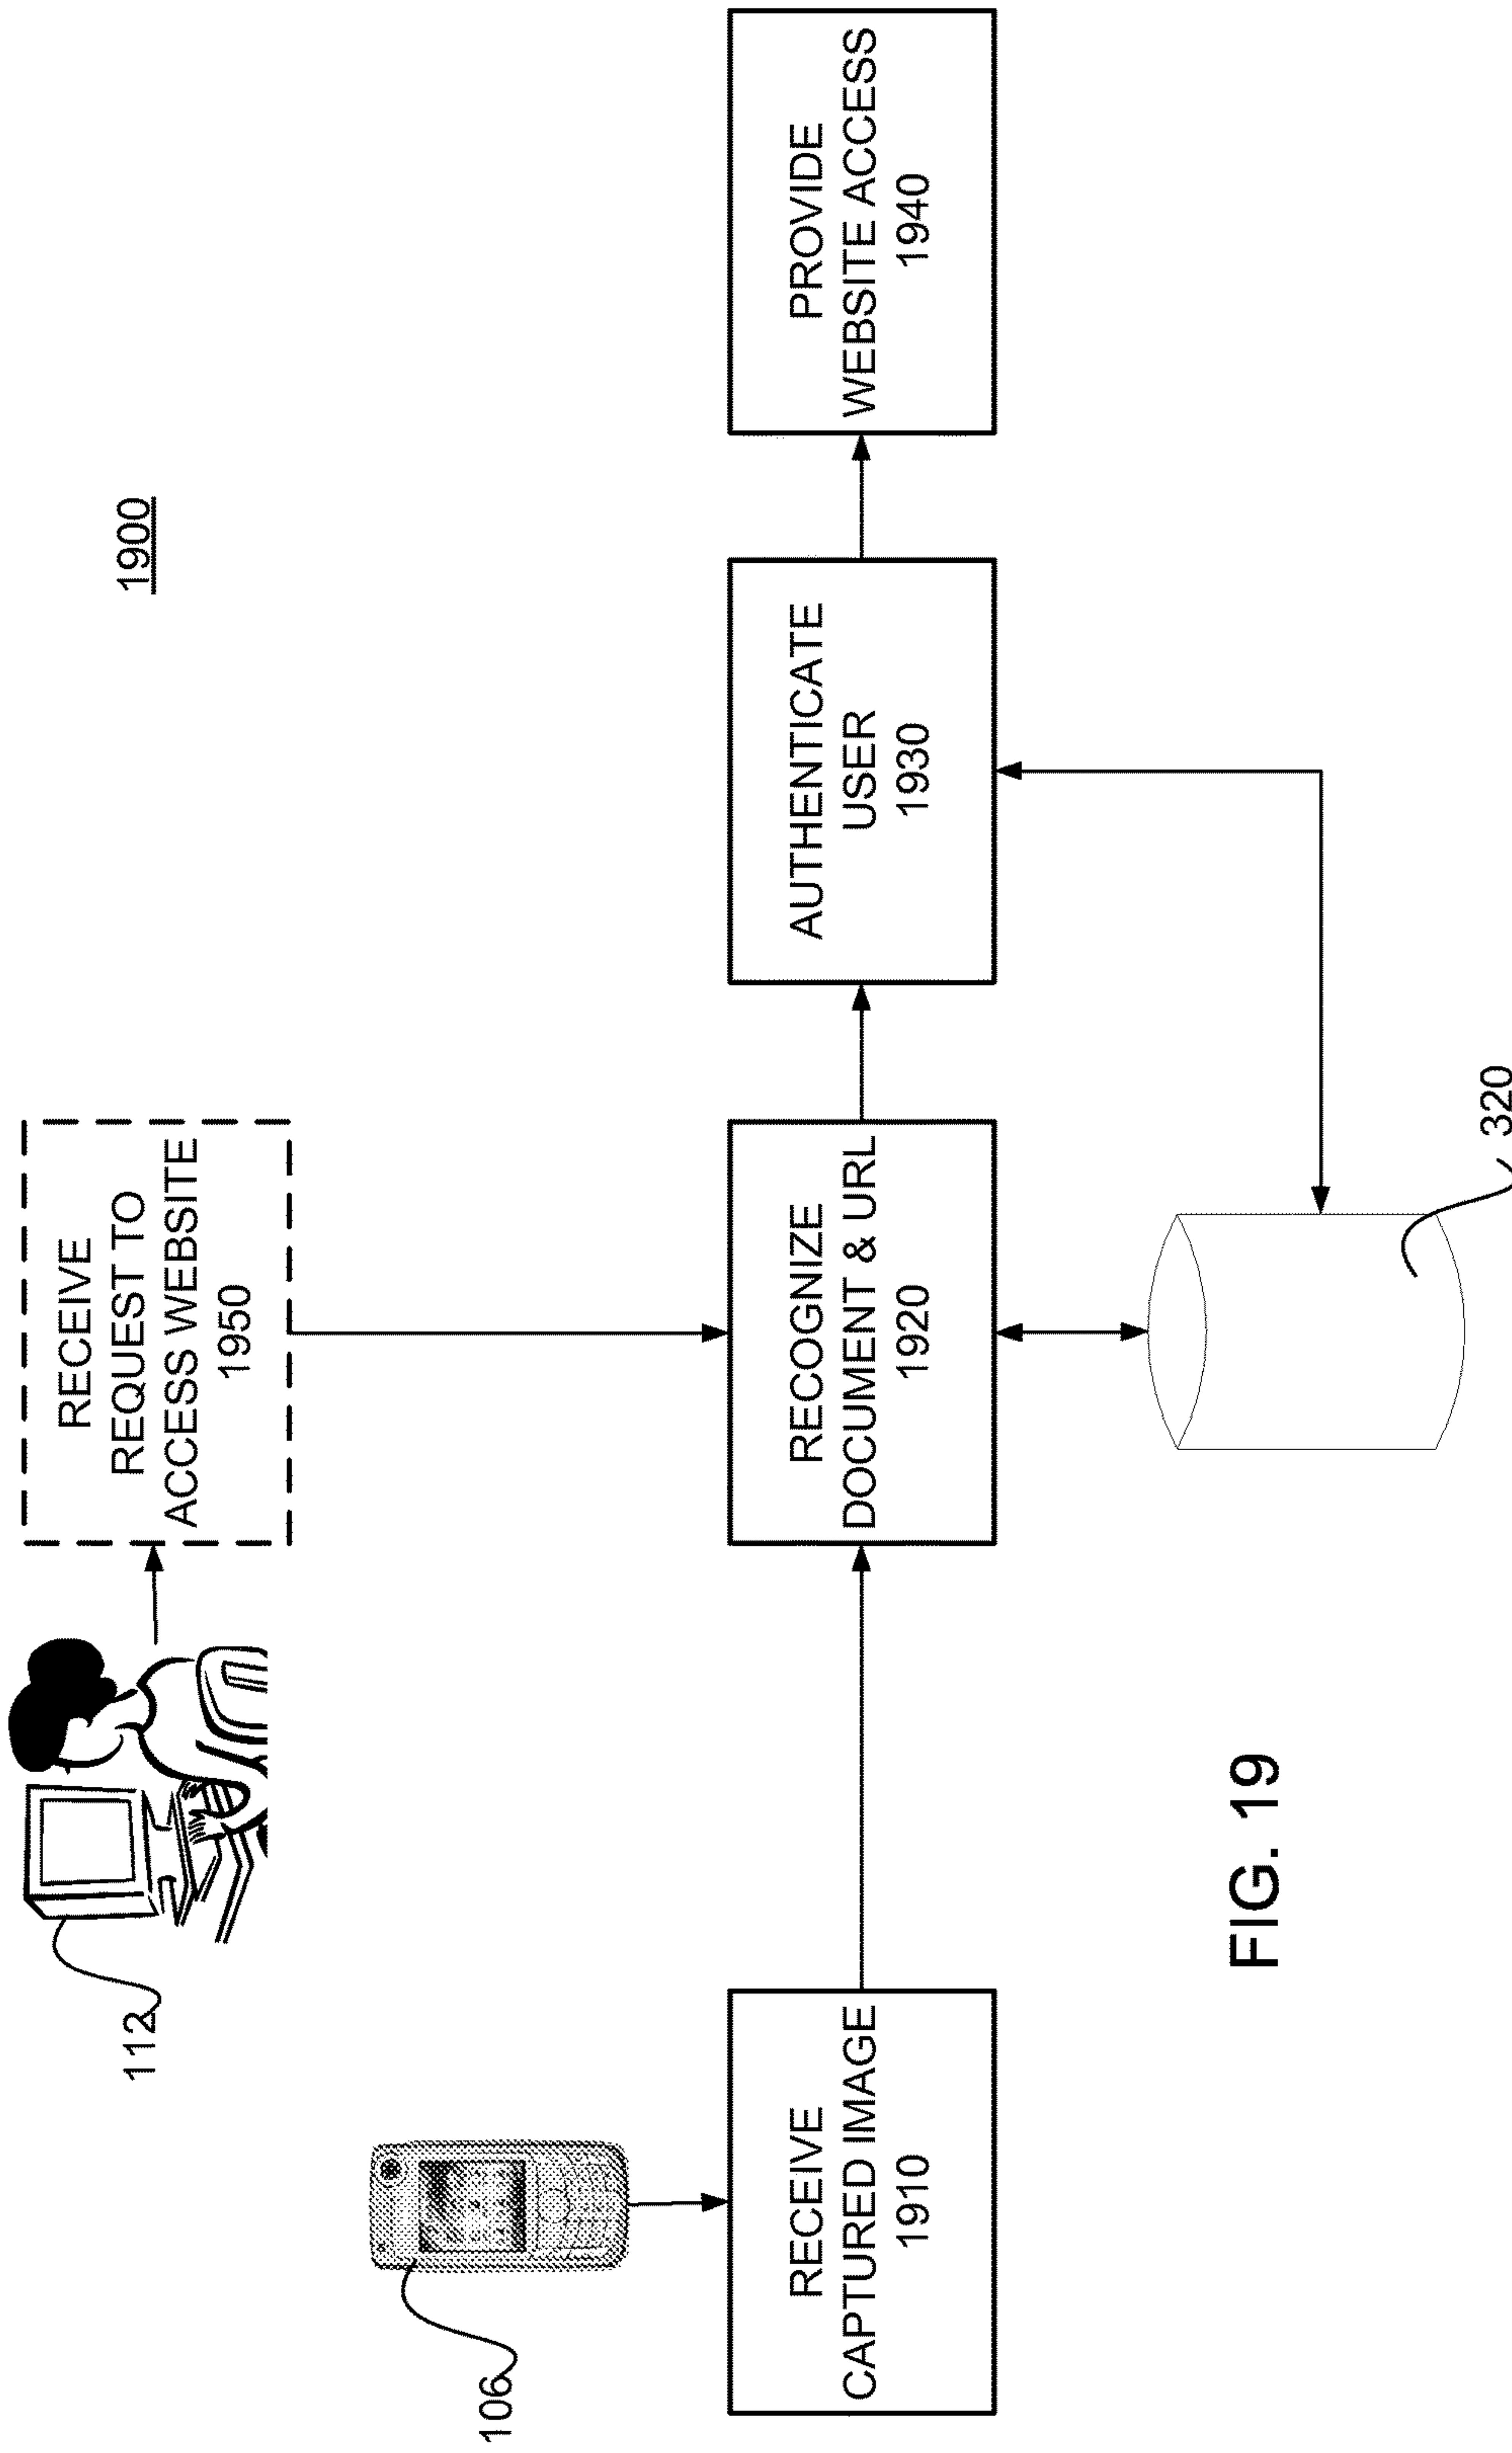 1900
112
RECEIVE
REQUEST TO
ACCESS WEBSITE
1950
106
RECEIVE
CAPTURED IMAGE
1910
RECOGNIZE
DOCUMENT & URL
1920
AUTHENTICATE
USER
1930
PROVIDE
WEBSITE ACCESS
1940
320
FIG. 19